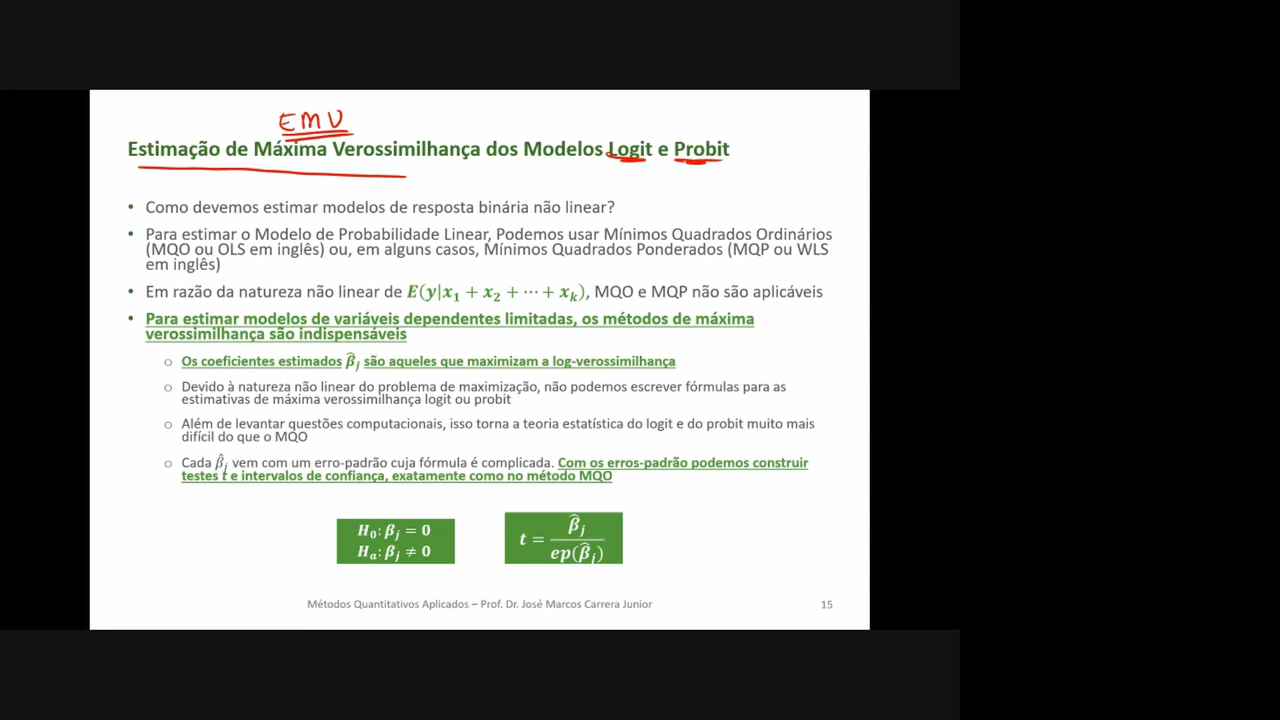 EMV
Estimação de Máxima Verossimilhança dos Modelos Logit e Probit
• Como devemos estimar modelos de resposta binária não linear?
• Para estimar o Modelo de Probabilidade Linear, Podemos usar Mínimos Quadrados Ordinários
(MQO ou OLS em inglês) ou, em alguns casos, Mínimos Quadrados Ponderados (MQP ou WLS
em inglês)
• Em razão da natureza não linear de E(y|x₁ + x₂ + ⋯ + xₖ), MQO e MQP não são aplicáveis
• Para estimar modelos de variáveis dependentes limitadas, os métodos de máxima
verossimilhança são indispensáveis
○ Os coeficientes estimados β̂ⱼ são aqueles que maximizam a log-verossimilhança
○ Devido à natureza não linear do problema de maximização, não podemos escrever fórmulas para as
estimativas de máxima verossimilhança logit ou probit
○ Além de levantar questões computacionais, isso torna a teoria estatística do logit e do probit muito mais
difícil do que o MQO
○ Cada β̂ⱼ vem com um erro-padrão cuja fórmula é complicada. Com os erros-padrão podemos construir
testes t e intervalos de confiança, exatamente como no método MQO
H₀: βⱼ = 0
Hₐ: βⱼ ≠ 0
t = β̂ⱼ / ep(β̂ⱼ)
Métodos Quantitativos Aplicados – Prof. Dr. José Marcos Carrera Junior
15